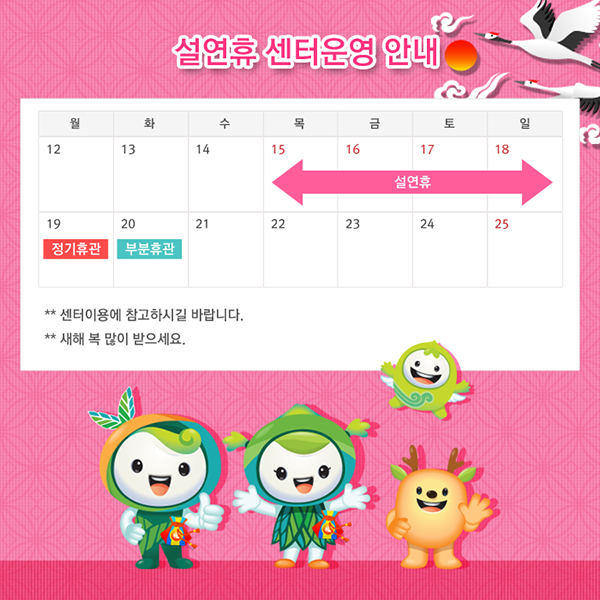 설연휴 센터운영 안내
월 화 수 목 금 토 일
12 13 14 15 16 17 18
설연휴
19 20 21 22 23 24 25
정기휴관 부분휴관
** 센터이용에 참고하시길 바랍니다.
** 새해 복 많이 받으세요.